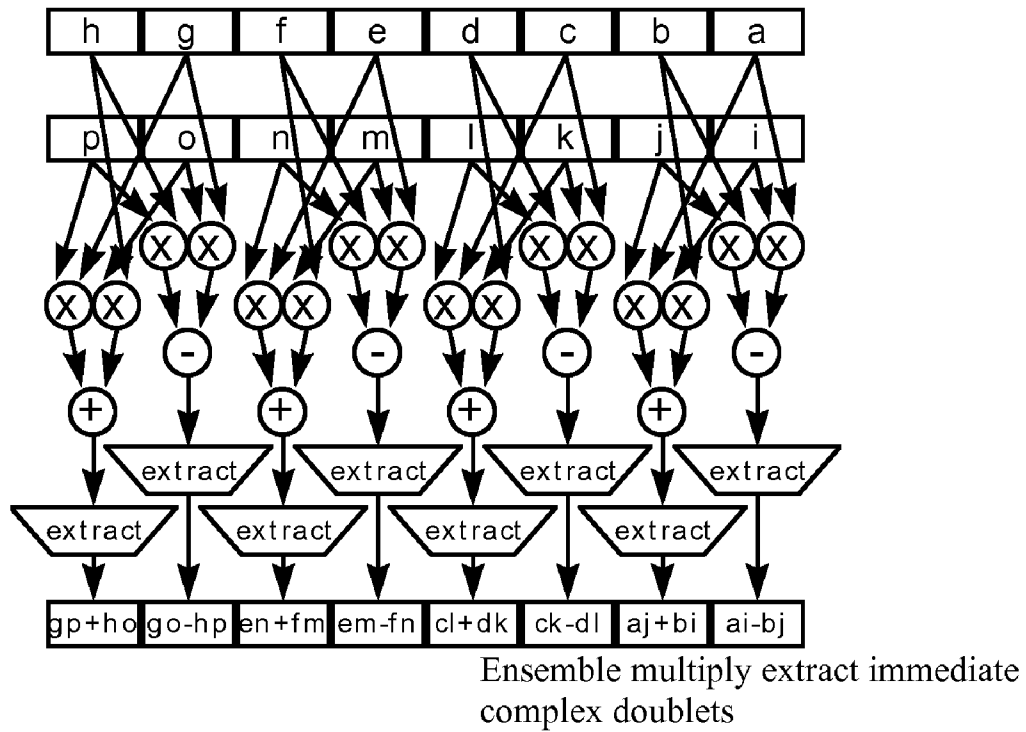 h g f e d c b a
p o n m l k j i
X X X X X X X X
X X X X X X X X
- - - -
+ + + +
extract extract extract extract
extract extract extract extract
gp+ho go-hp en+fm em-fn cl+dk ck-dl aj+bi ai-bj
Ensemble multiply extract immediate
complex doublets